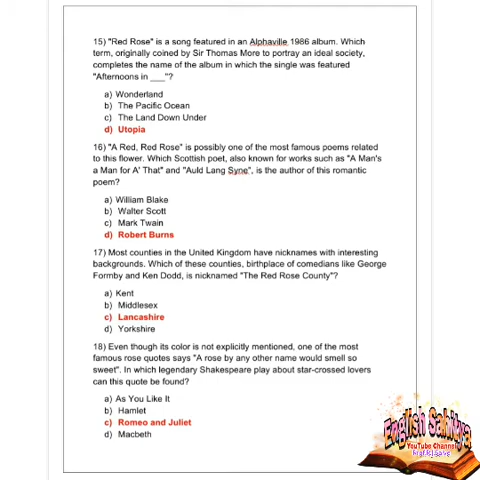 15) "Red Rose" is a song featured in an Alphaville 1986 album. Which
term, originally coined by Sir Thomas More to portray an ideal society,
completes the name of the album in which the single was featured
"Afternoons in ___"?
a) Wonderland
b) The Pacific Ocean
c) The Land Down Under
d) Utopia
16) "A Red, Red Rose" is possibly one of the most famous poems related
to this flower. Which Scottish poet, also known for works such as "A Man's
a Man for A' That" and "Auld Lang Syne", is the author of this romantic
poem?
a) William Blake
b) Walter Scott
c) Mark Twain
d) Robert Burns
17) Most counties in the United Kingdom have nicknames with interesting
backgrounds. Which of these counties, birthplace of comedians like George
Formby and Ken Dodd, is nicknamed "The Red Rose County"?
a) Kent
b) Middlesex
c) Lancashire
d) Yorkshire
18) Even though its color is not explicitly mentioned, one of the most
famous rose quotes says "A rose by any other name would smell so
sweet". In which legendary Shakespeare play about star-crossed lovers
can this quote be found?
a) As You Like It
b) Hamlet
c) Romeo and Juliet
d) Macbeth
English Sahitya
YouTube Channel